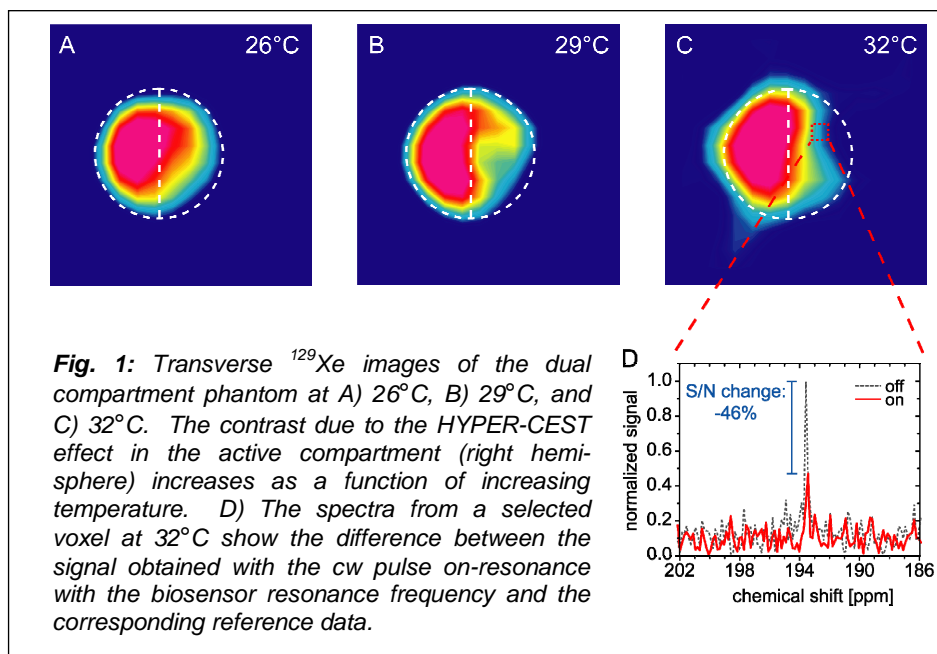 A 26°C
B 29°C
C 32°C
Fig. 1: Transverse ¹²⁹Xe images of the dual
compartment phantom at A) 26°C, B) 29°C, and
C) 32°C. The contrast due to the HYPER-CEST
effect in the active compartment (right hemi-
sphere) increases as a function of increasing
temperature. D) The spectra from a selected
voxel at 32°C show the difference between the
signal obtained with the cw pulse on-resonance
with the biosensor resonance frequency and the
corresponding reference data.
D
S/N change:
-46%
off
on
normalized signal
1.0
0.8
0.6
0.4
0.2
0.0
202 198 194 190 186
chemical shift [ppm]